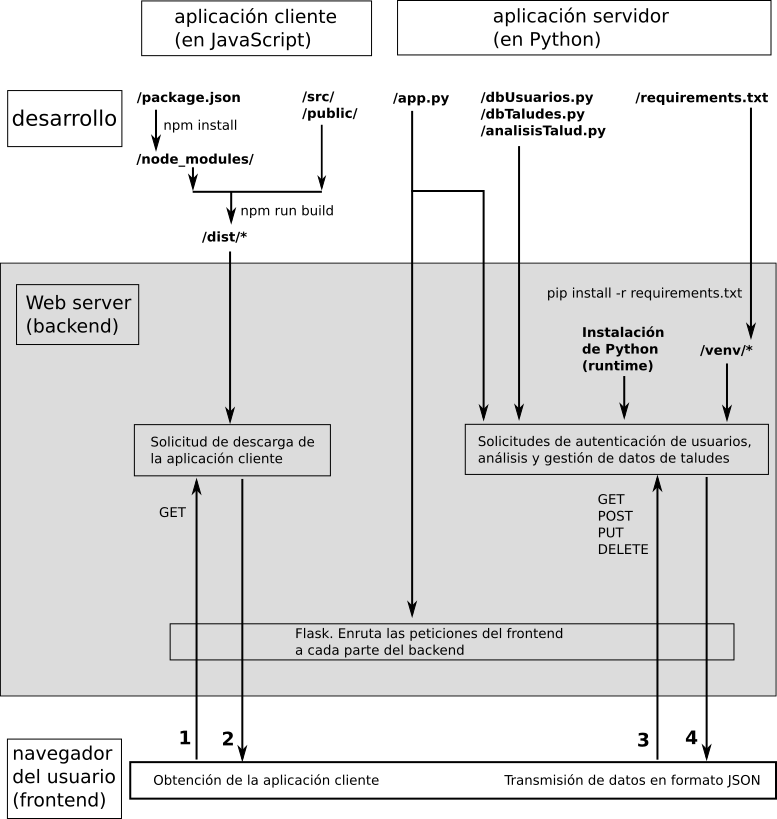 aplicación cliente
(en JavaScript)
aplicación servidor
(en Python)
desarrollo
/package.json
npm install
/node_modules/
/src/
/public/
npm run build
/dist/*
/app.py
/dbUsuarios.py
/dbTaludes.py
/analisisTalud.py
/requirements.txt
Web server
(backend)
pip install -r requirements.txt
Instalación
de Python
(runtime)
/venv/*
Solicitud de descarga de
la aplicación cliente
Solicitudes de autenticación de usuarios,
análisis y gestión de datos de taludes
GET
GET
POST
PUT
DELETE
Flask. Enruta las peticiones del frontend
a cada parte del backend
1
2
3
4
navegador
del usuario
(frontend)
Obtención de la aplicación cliente
Transmisión de datos en formato JSON